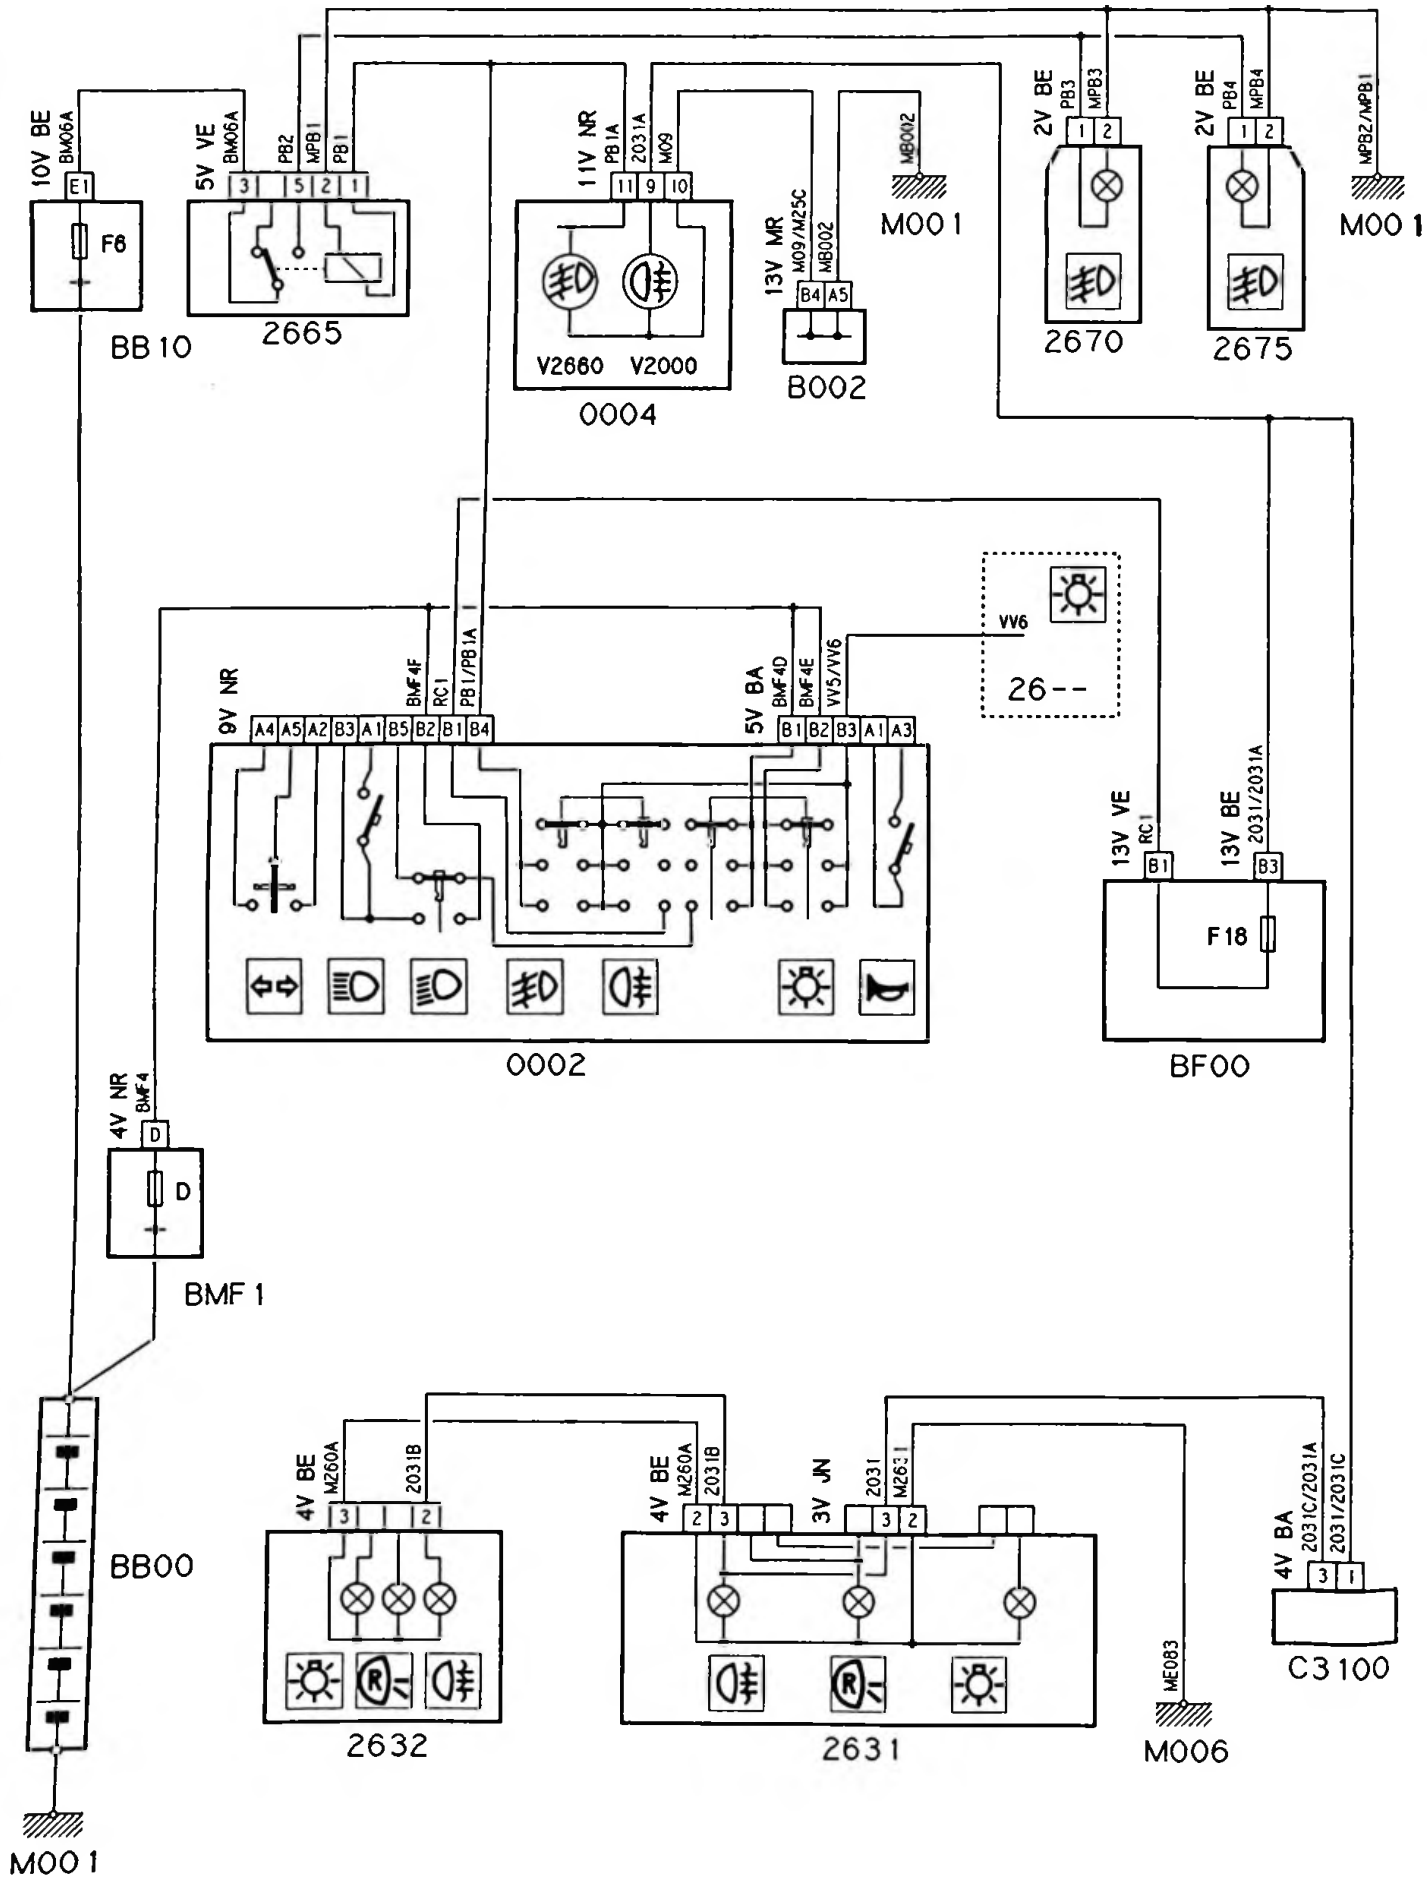 10V BE
BM06A
E1
F6
BB10
5V VE
BM06A
PB2
MPB1
PB1
3 5 2 1
2665
11V NR
PB1A
2031A
M09
11 9 10
V2660 V2000
0004
13V MR
M09/M25C
MB002
B4 A5
B002
MB002
M001
2V BE
PB3
MPB3
1 2
2670
2V BE
PB4
MPB4
1 2
2675
MPB2/MPB1
M001
9V NR
BMF4F
RC1
PB1/PB1A
A4 A5 A2 B3 A1 B5 B2 B1 B4
5V BA
BMF4D
BMF4E
VV5/VV6
B1 B2 B3 A1 A3
0002
VV6
26--
13V VE
RC1
B1
13V BE
2031/2031A
B3
F18
BF00
4V NR
BMF4
D
D
BMF1
BB00
M001
4V BE
M260A
2031B
3 2
R
2632
4V BE
M260A
2031B
2 3
3V JN
2031
M2631
3 2
R
2631
ME083
M006
4V BA
2031C/2031A
2031/2031C
3 1
C3100